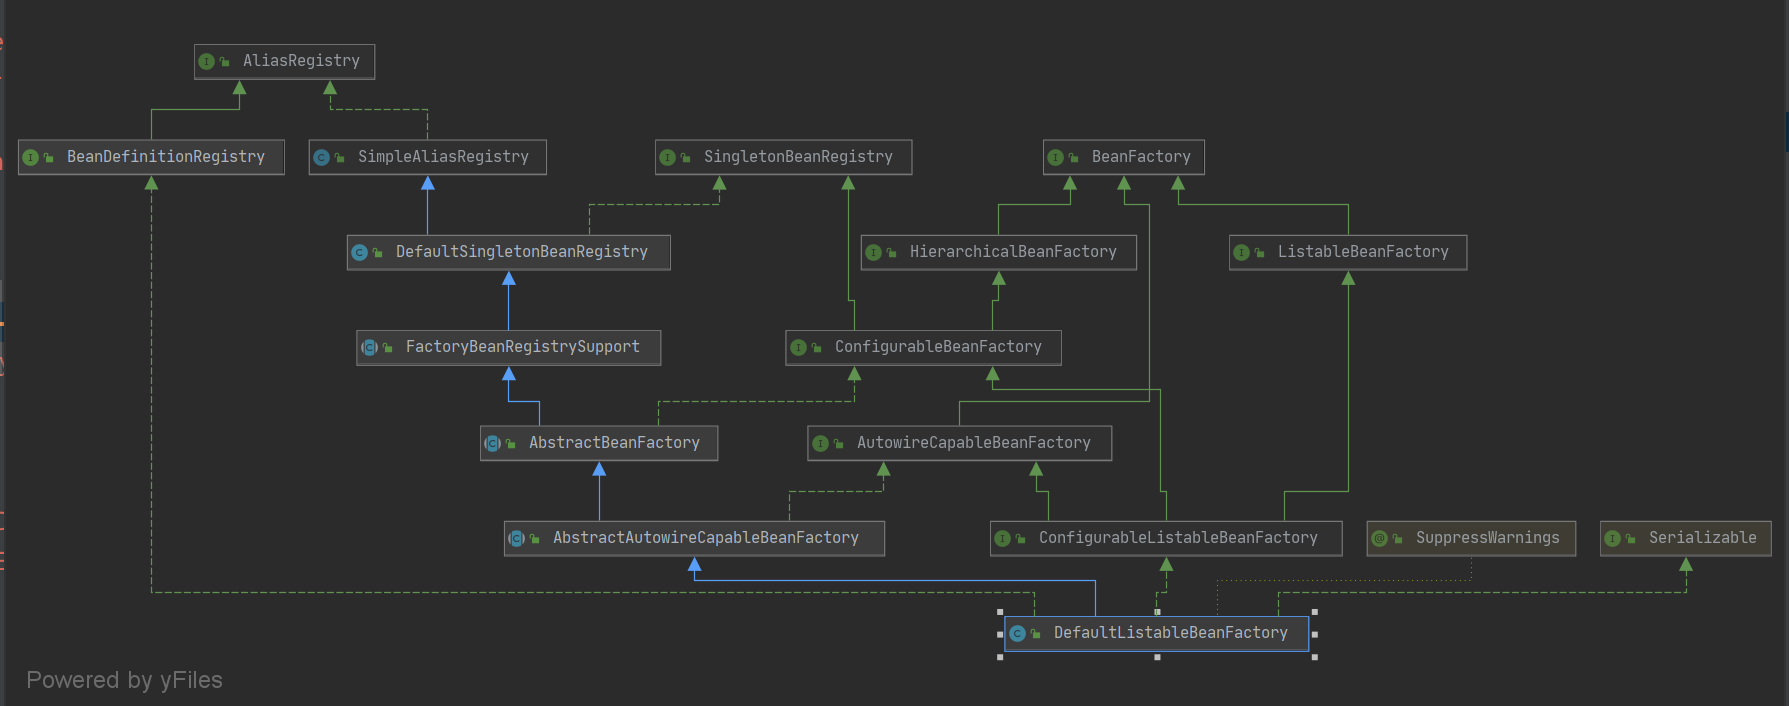 AliasRegistry
BeanDefinitionRegistry
SimpleAliasRegistry
SingletonBeanRegistry
BeanFactory
DefaultSingletonBeanRegistry
HierarchicalBeanFactory
ListableBeanFactory
FactoryBeanRegistrySupport
ConfigurableBeanFactory
AbstractBeanFactory
AutowireCapableBeanFactory
AbstractAutowireCapableBeanFactory
ConfigurableListableBeanFactory
SuppressWarnings
Serializable
DefaultListableBeanFactory
Powered by yFiles